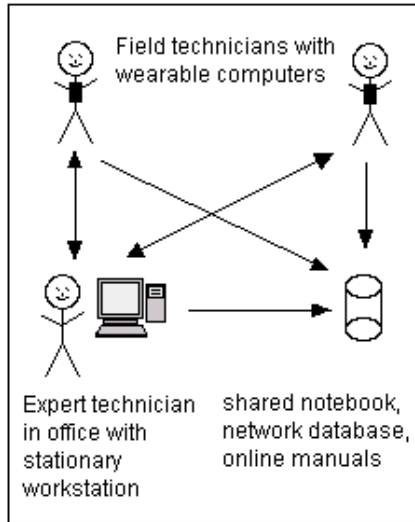 Field technicians with
wearable computers
Expert technician
in office with
stationary
workstation
shared notebook,
network database,
online manuals